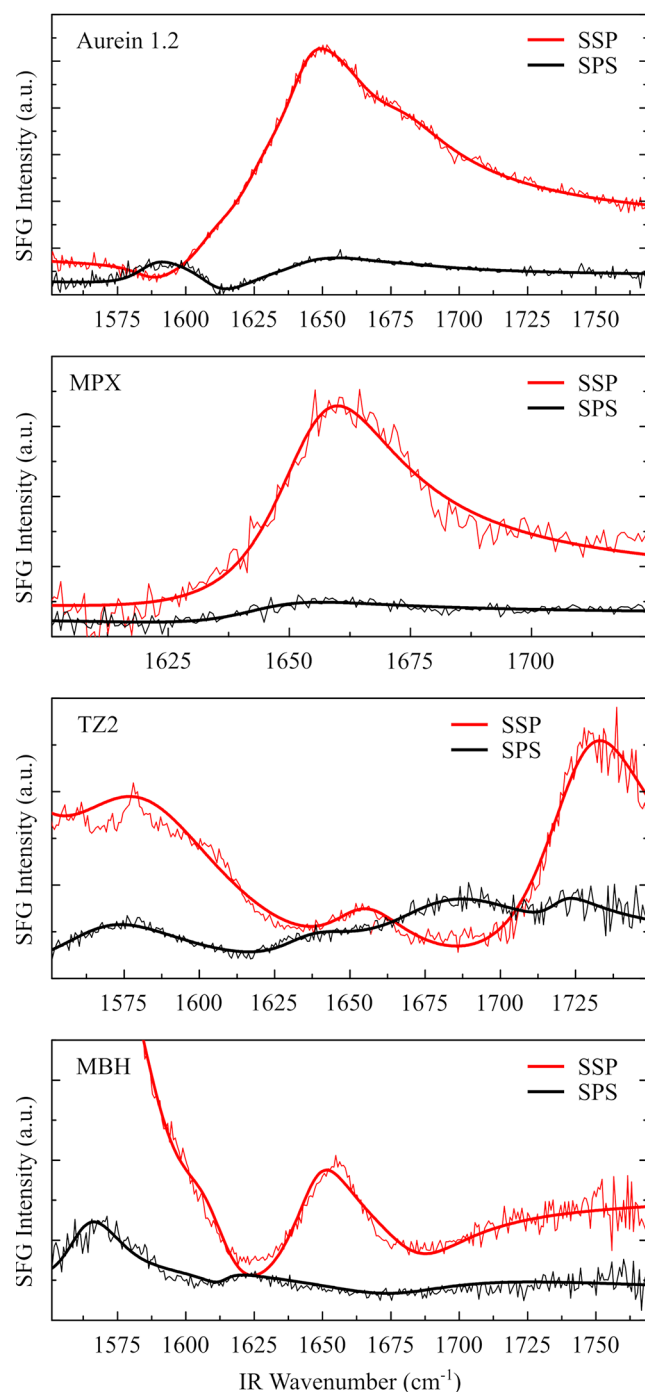 Aurein 1.2
SSP
SPS
SFG Intensity (a.u.)
1575 1600 1625 1650 1675 1700 1725 1750
MPX
SSP
SPS
SFG Intensity (a.u.)
1625 1650 1675 1700
TZ2
SSP
SPS
SFG Intensity (a.u.)
1575 1600 1625 1650 1675 1700 1725
MBH
SSP
SPS
SFG Intensity (a.u.)
1575 1600 1625 1650 1675 1700 1725 1750
IR Wavenumber (cm⁻¹)